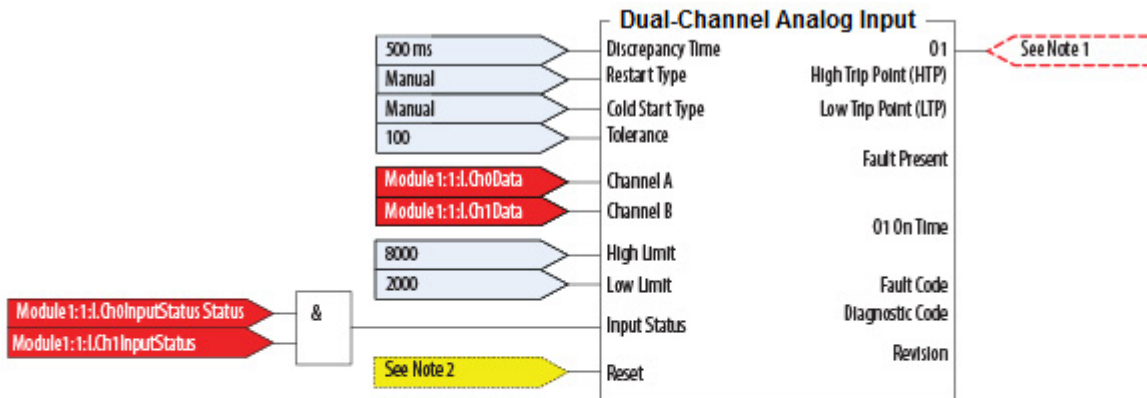 Dual-Channel Analog Input
500 ms
Discrepancy Time
O1
See Note 1
Manual
Restart Type
High Trip Point (HTP)
Manual
Cold Start Type
Low Trip Point (LTP)
100
Tolerance
Fault Present
Module1:1:I.Ch0Data
Channel A
Module1:1:I.Ch1Data
Channel B
O1 On Time
8000
High Limit
2000
Low Limit
Fault Code
Module1:1:I.Ch0InputStatus Status
&
Diagnostic Code
Input Status
Module1:1:I.Ch1InputStatus
Revision
See Note 2
Reset